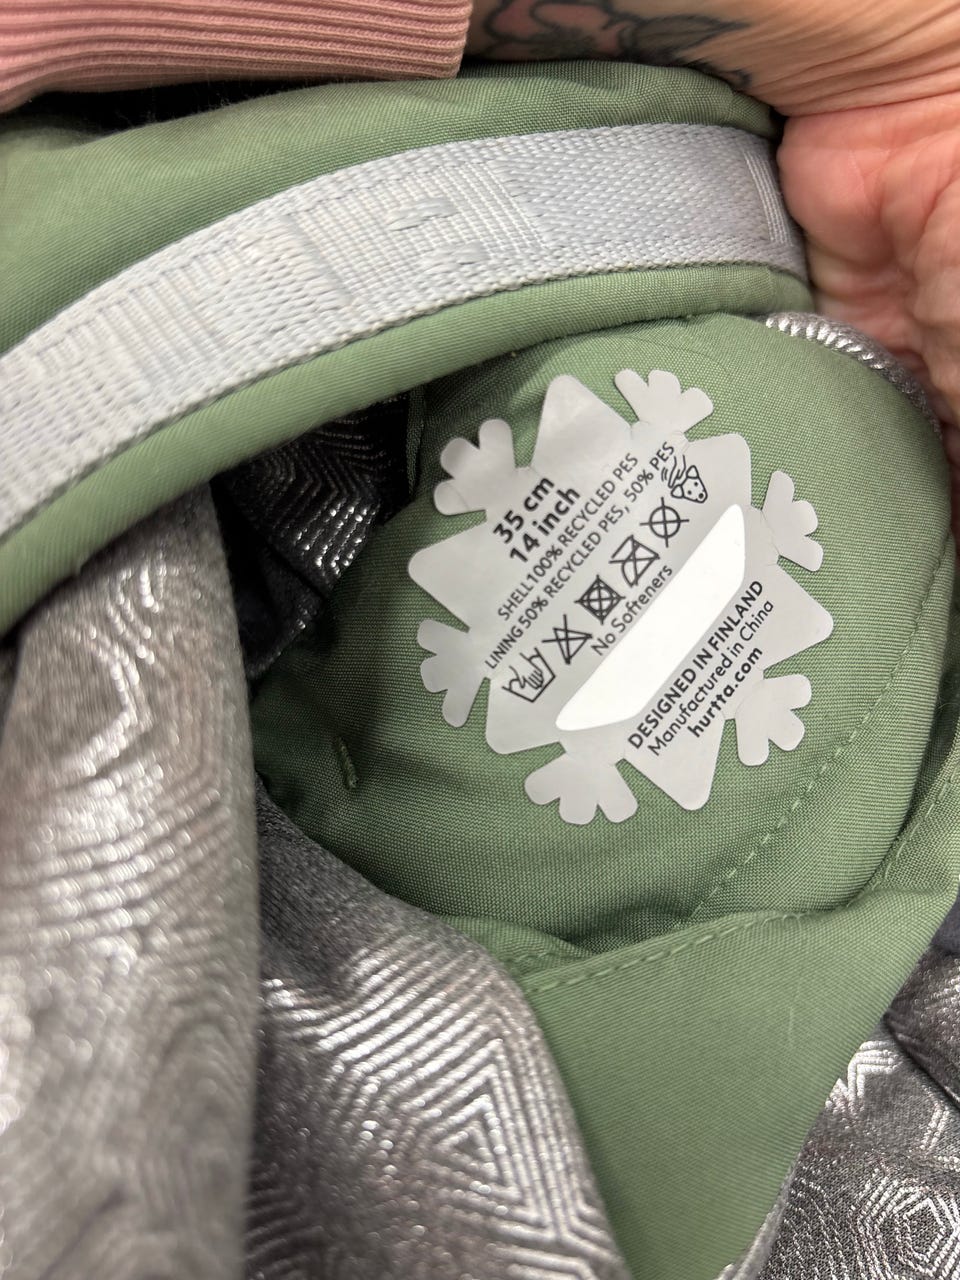 35 cm
14 inch
SHELL100% RECYCLED PES
LINING 50% RECYCLED PES, 50% PES
No Softeners
DESIGNED IN FINLAND
Manufactured in China
hurtta.com